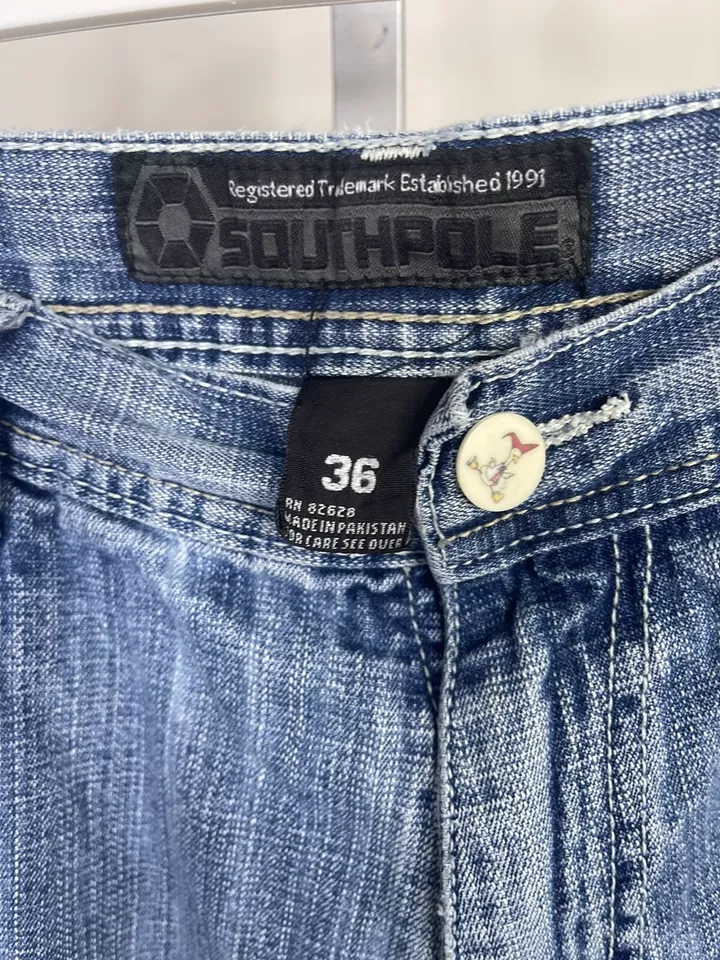 Registered Trademark Established 1991
SOUTHPOLE
36
RN 82628
MADE IN PAKISTAN
FOR CARE SEE OVER